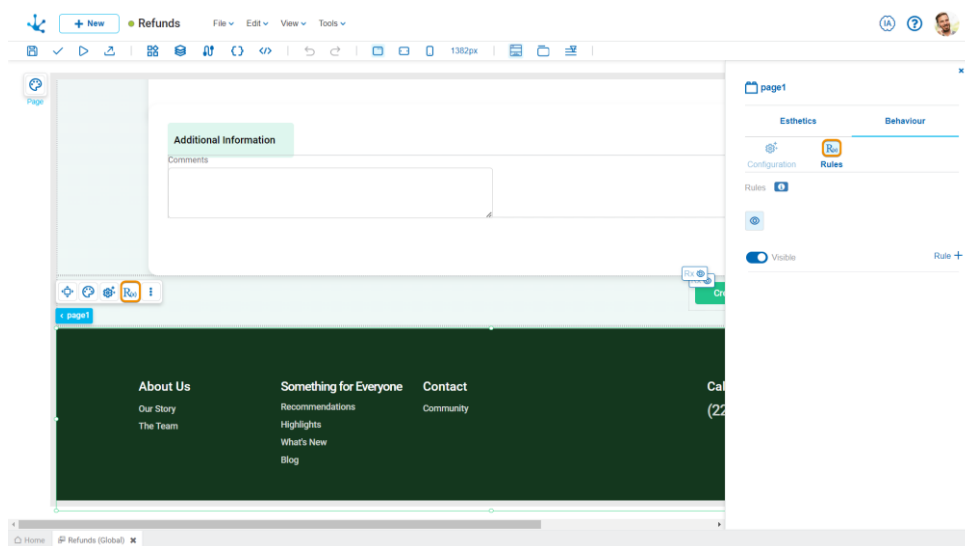 + New
Refunds
File
Edit
View
Tools
IA
?
1382px
Page
page1
Esthetics
Behaviour
Configuration
Rules
Rules
Visible
Rule +
Additional Information
Comments
Rx
page1
About Us
Our Story
The Team
Something for Everyone
Recommendations
Highlights
What's New
Blog
Contact
Community
Home
Refunds (Global)